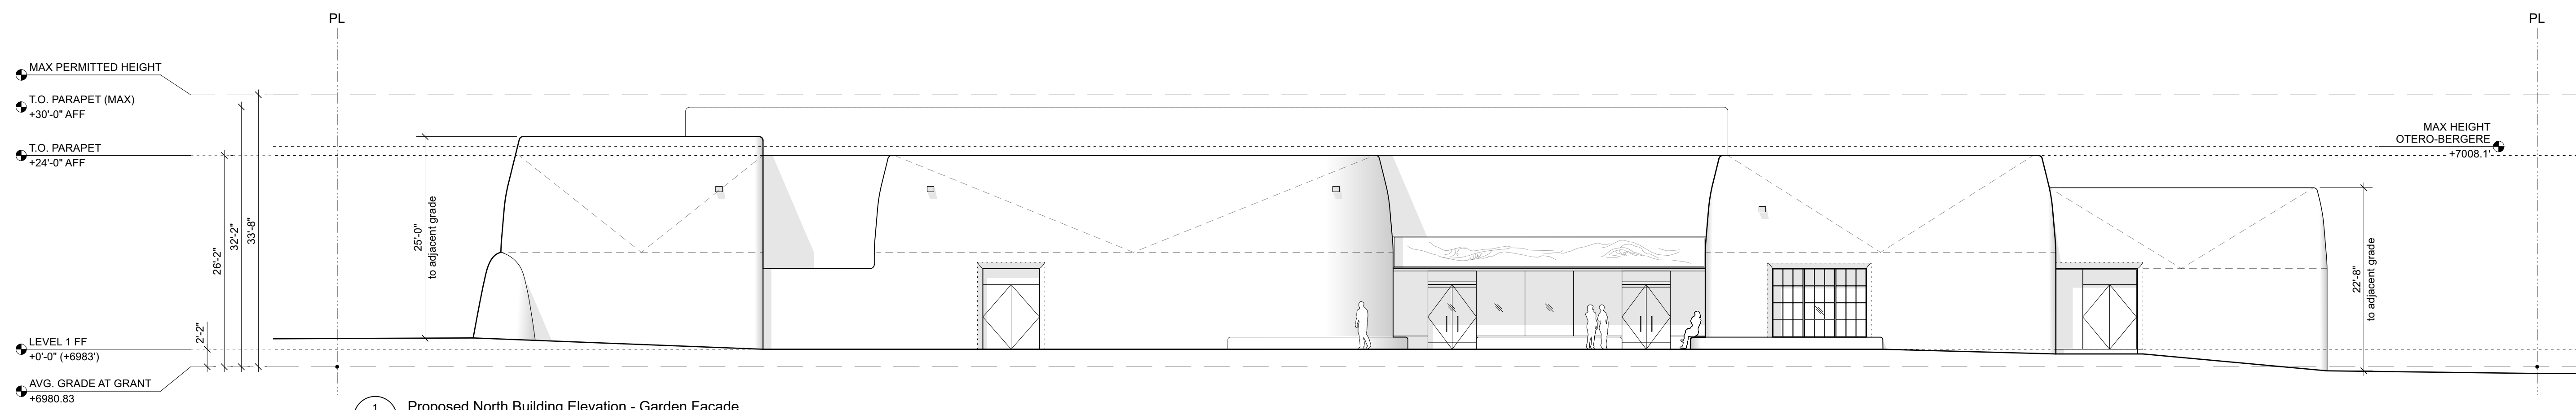 PL
PL
MAX PERMITTED HEIGHT
T.O. PARAPET (MAX)
+30'-0" AFF
T.O. PARAPET
+24'-0" AFF
MAX HEIGHT
OTERO-BERGERE
+7008.1'
25'-0"
to adjacent grade
26'-2"
32'-2"
33'-8"
2'-2"
22'-8"
to adjacent grade
LEVEL 1 FF
+0'-0" (+6983')
AVG. GRADE AT GRANT
+6980.83
1
Proposed North Building Elevation - Garden Facade